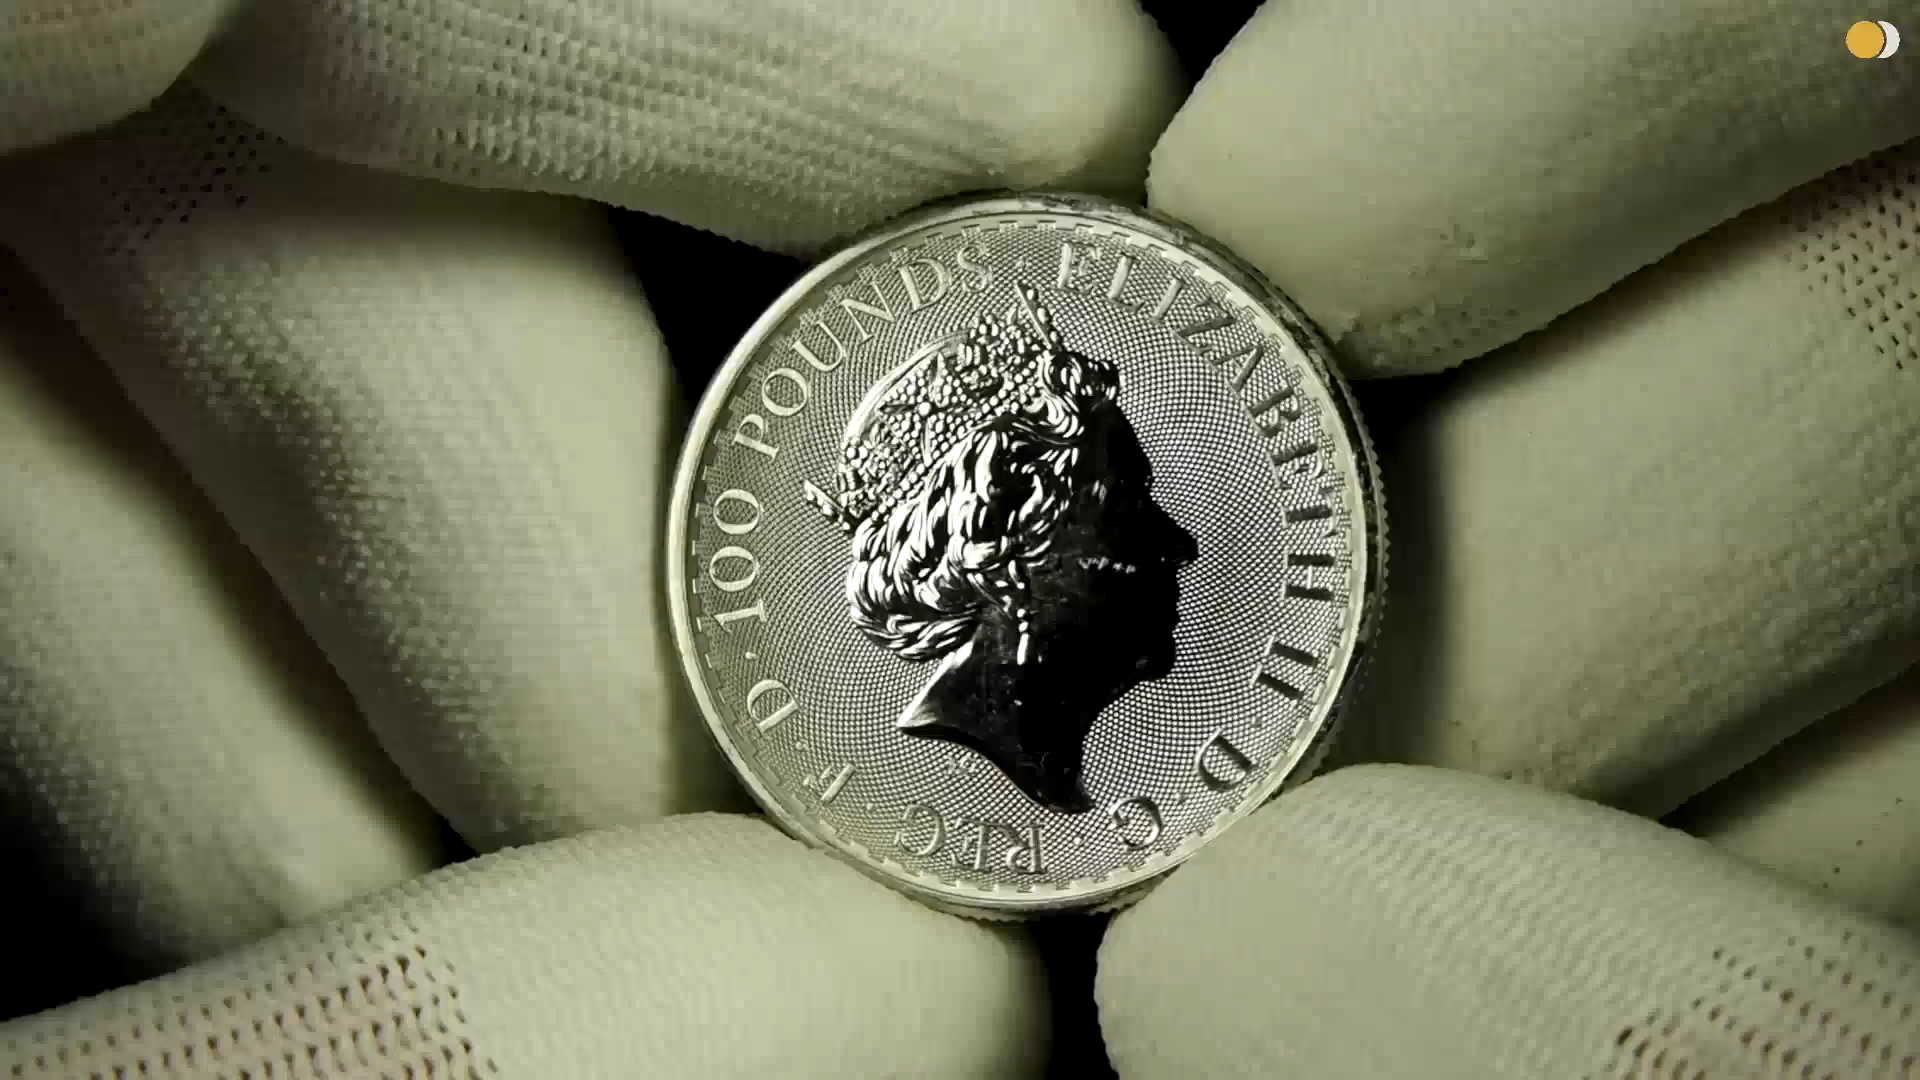 ELIZABETH II · D · G · REG · F · D · 100 POUNDS ·